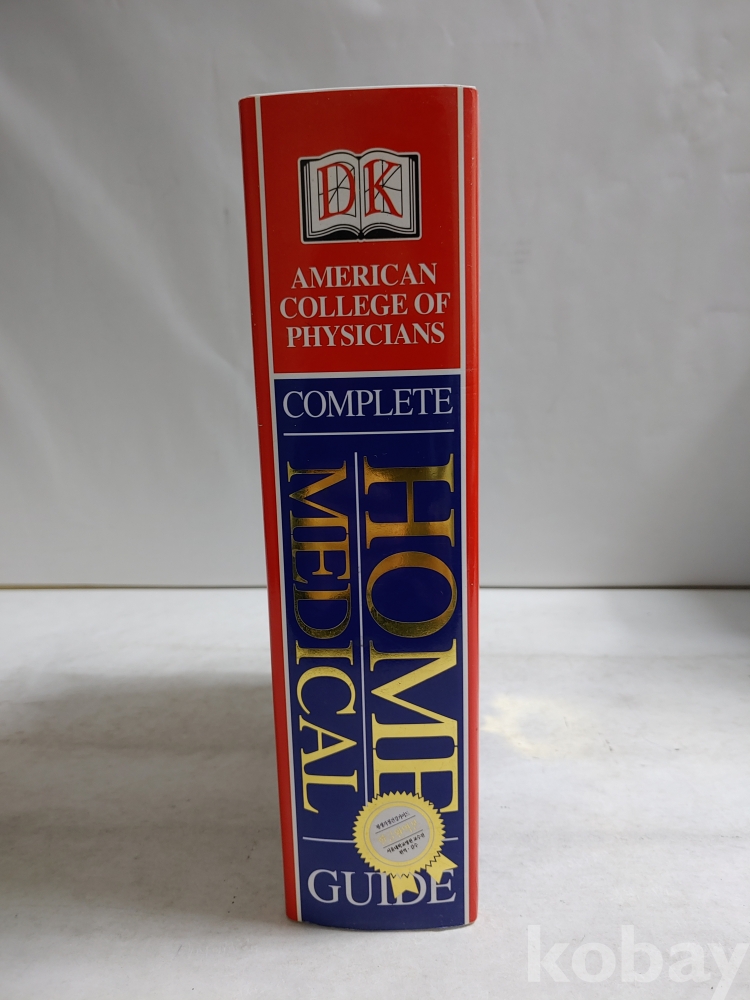 DK
AMERICAN
COLLEGE OF
PHYSICIANS
COMPLETE
HOME
MEDICAL
GUIDE
kobay